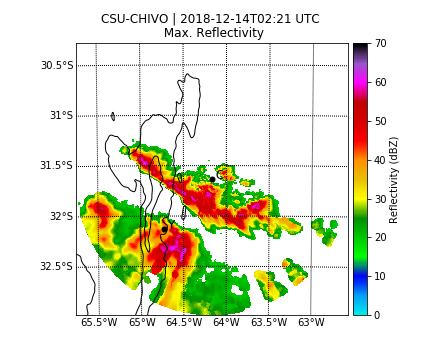 CSU-CHIVO | 2018-12-14T02:21 UTC
Max. Reflectivity
30.5°S
31°S
31.5°S
32°S
32.5°S
65.5°W 65°W 64.5°W 64°W 63.5°W 63°W
70
60
50
40
30
20
10
0
Reflectivity (dBZ)